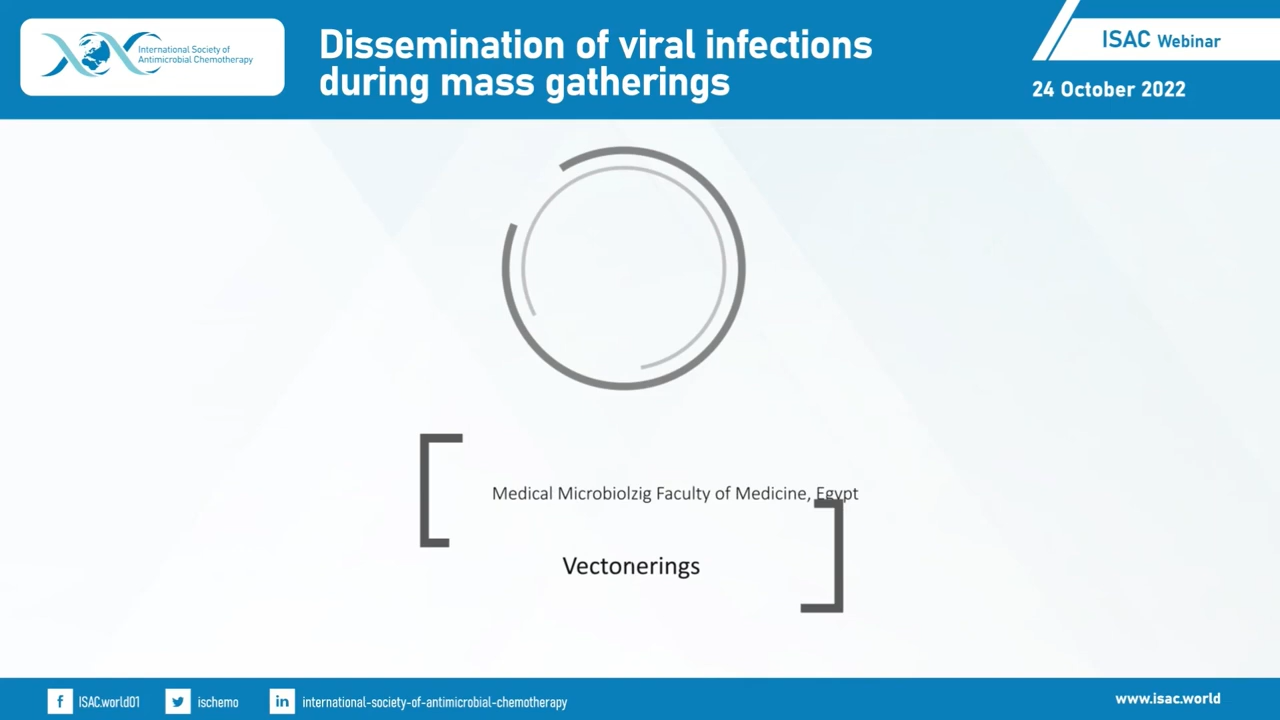 International Society of
Antimicrobial Chemotherapy
Dissemination of viral infections
during mass gatherings
ISAC Webinar
24 October 2022
Medical Microbiolzig Faculty of Medicine, Egypt
Vectonerings
ISAC.world01
ischemo
international-society-of-antimicrobial-chemotherapy
www.isac.world